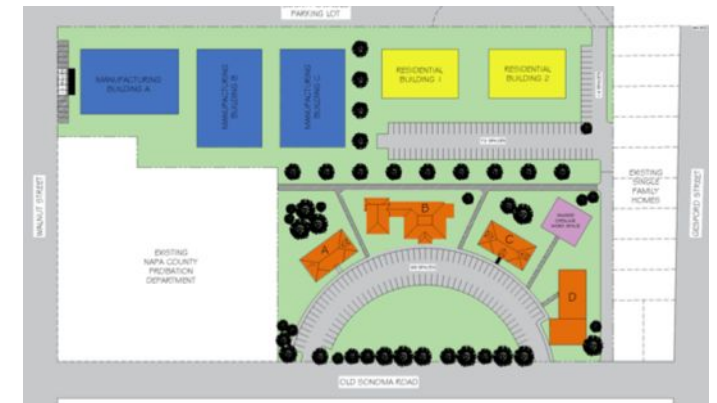 PARKING LOT
MANUFACTURING
BUILDING A
MANUFACTURING
BUILDING B
MANUFACTURING
BUILDING C
RESIDENTIAL
BUILDING 1
RESIDENTIAL
BUILDING 2
WALNUT STREET
EXISTING
NAPA COUNTY
PROBATION
DEPARTMENT
EXISTING
SINGLE
FAMILY
HOMES
GESFORD STREET
A
B
C
D
OLD SONOMA ROAD